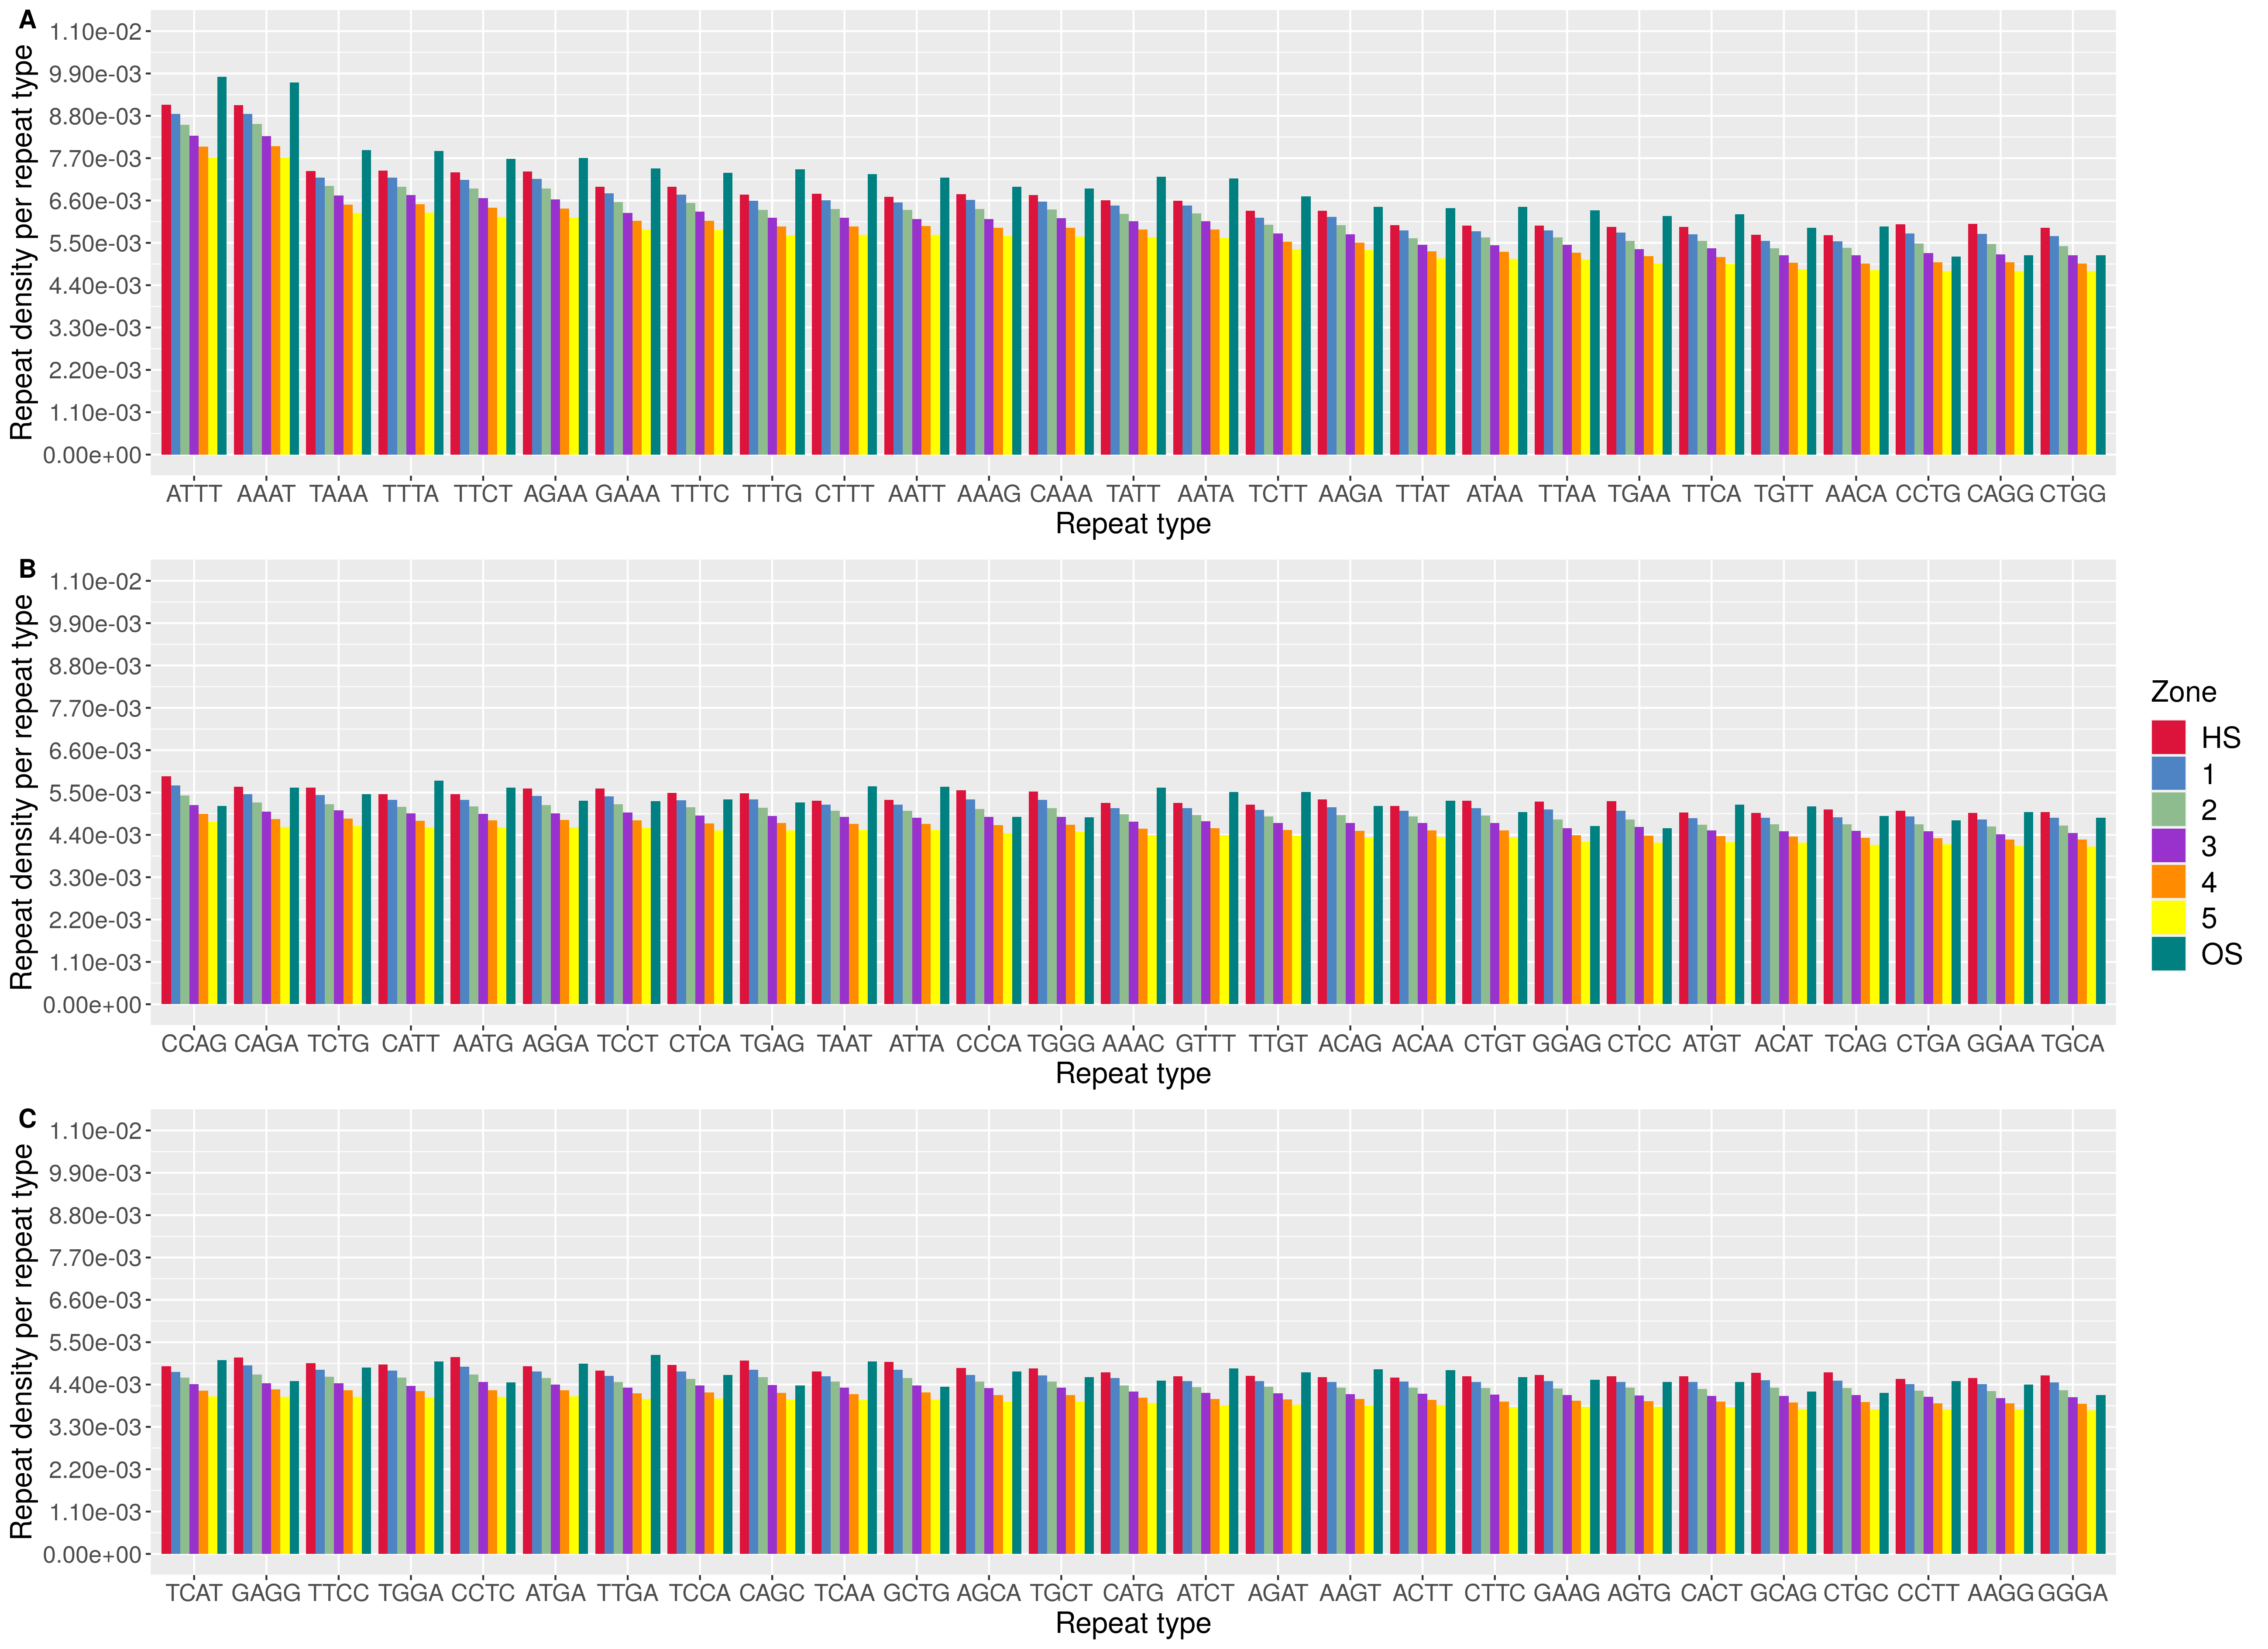 A
Repeat density per repeat type
1.10e-02
9.90e-03
8.80e-03
7.70e-03
6.60e-03
5.50e-03
4.40e-03
3.30e-03
2.20e-03
1.10e-03
0.00e+00
ATTT AAAT TAAA TTTA TTCT AGAA GAAA TTTC TTTG CTTT AATT AAAG CAAA TATT AATA TCTT AAGA TTAT ATAA TTAA TGAA TTCA TGTT AACA CCTG CAGG CTGG
Repeat type
B
Repeat density per repeat type
1.10e-02
9.90e-03
8.80e-03
7.70e-03
6.60e-03
5.50e-03
4.40e-03
3.30e-03
2.20e-03
1.10e-03
0.00e+00
CCAG CAGA TCTG CATT AATG AGGA TCCT CTCA TGAG TAAT ATTA CCCA TGGG AAAC GTTT TTGT ACAG ACAA CTGT GGAG CTCC ATGT ACAT TCAG CTGA GGAA TGCA
Repeat type
C
Repeat density per repeat type
1.10e-02
9.90e-03
8.80e-03
7.70e-03
6.60e-03
5.50e-03
4.40e-03
3.30e-03
2.20e-03
1.10e-03
0.00e+00
TCAT GAGG TTCC TGGA CCTC ATGA TTGA TCCA CAGC TCAA GCTG AGCA TGCT CATG ATCT AGAT AAGT ACTT CTTC GAAG AGTG CACT GCAG CTGC CCTT AAGG GGGA
Repeat type
Zone
HS
1
2
3
4
5
OS